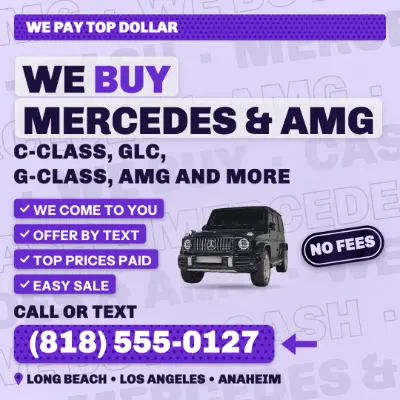 WE PAY TOP DOLLAR
WE BUY
MERCEDES & AMG
C-CLASS, GLC,
G-CLASS, AMG AND MORE
WE COME TO YOU
OFFER BY TEXT
TOP PRICES PAID
EASY SALE
NO FEES
CALL OR TEXT
(818) 555-0127
LONG BEACH • LOS ANGELES • ANAHEIM